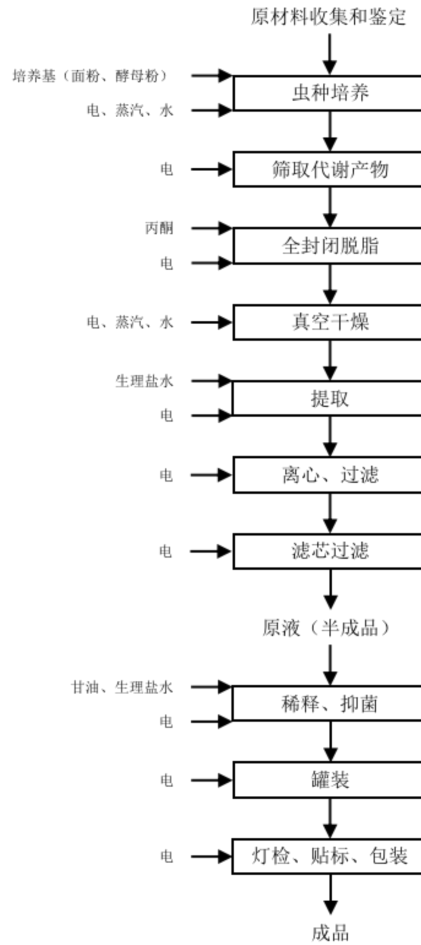 原材料收集和鉴定
培养基（面粉、酵母粉）
电、蒸汽、水
虫种培养
电
筛取代谢产物
丙酮
电
全封闭脱脂
电、蒸汽、水
真空干燥
生理盐水
电
提取
电
离心、过滤
电
滤芯过滤
原液（半成品）
甘油、生理盐水
电
稀释、抑菌
电
罐装
电
灯检、贴标、包装
成品